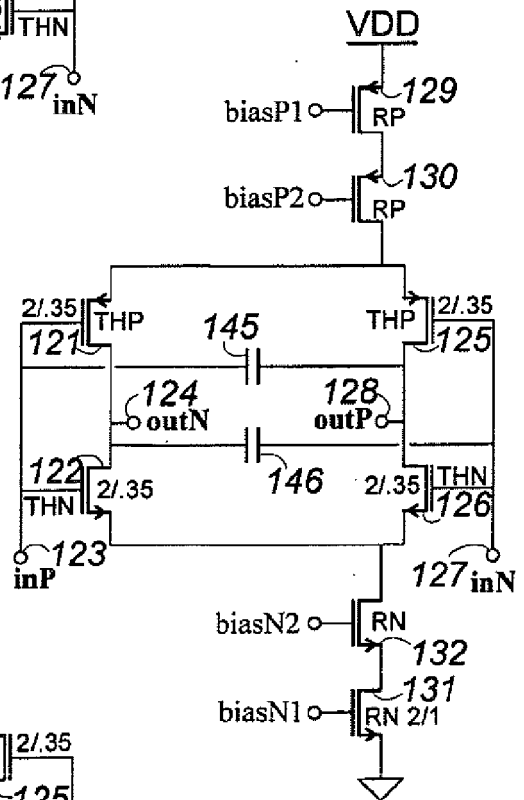 THN
127 inN
VDD
biasP1 129
RP
biasP2 130
RP
2/.35 THP 121
THP 2/.35 125
145
124 outN
128 outP
122 THN 2/.35
146
2/.35 THN 126
123 inP
127 inN
biasN2 RN 132
131
biasN1 RN 2/1
2/.35
125